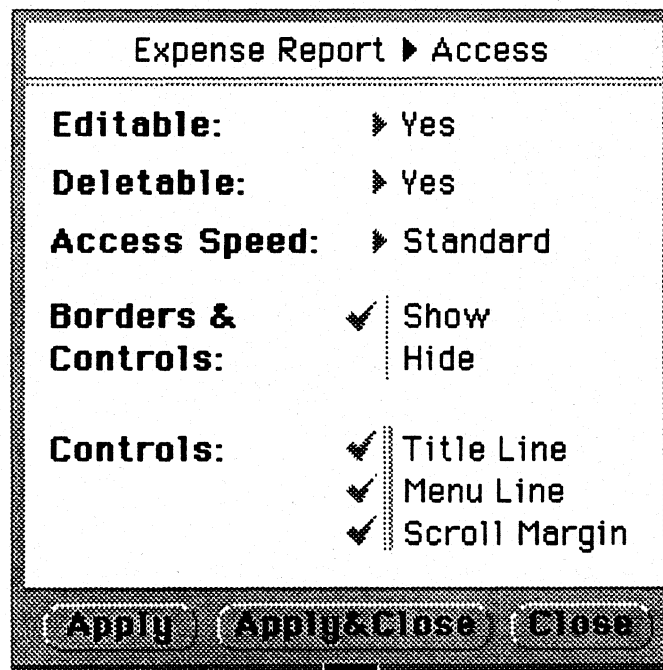 Expense Report ▶ Access
Editable: Yes
Deletable: Yes
Access Speed: Standard
Borders & ✓ Show
Controls: Hide
Controls: ✓ Title Line
✓ Menu Line
✓ Scroll Margin
Apply Apply&Close Close